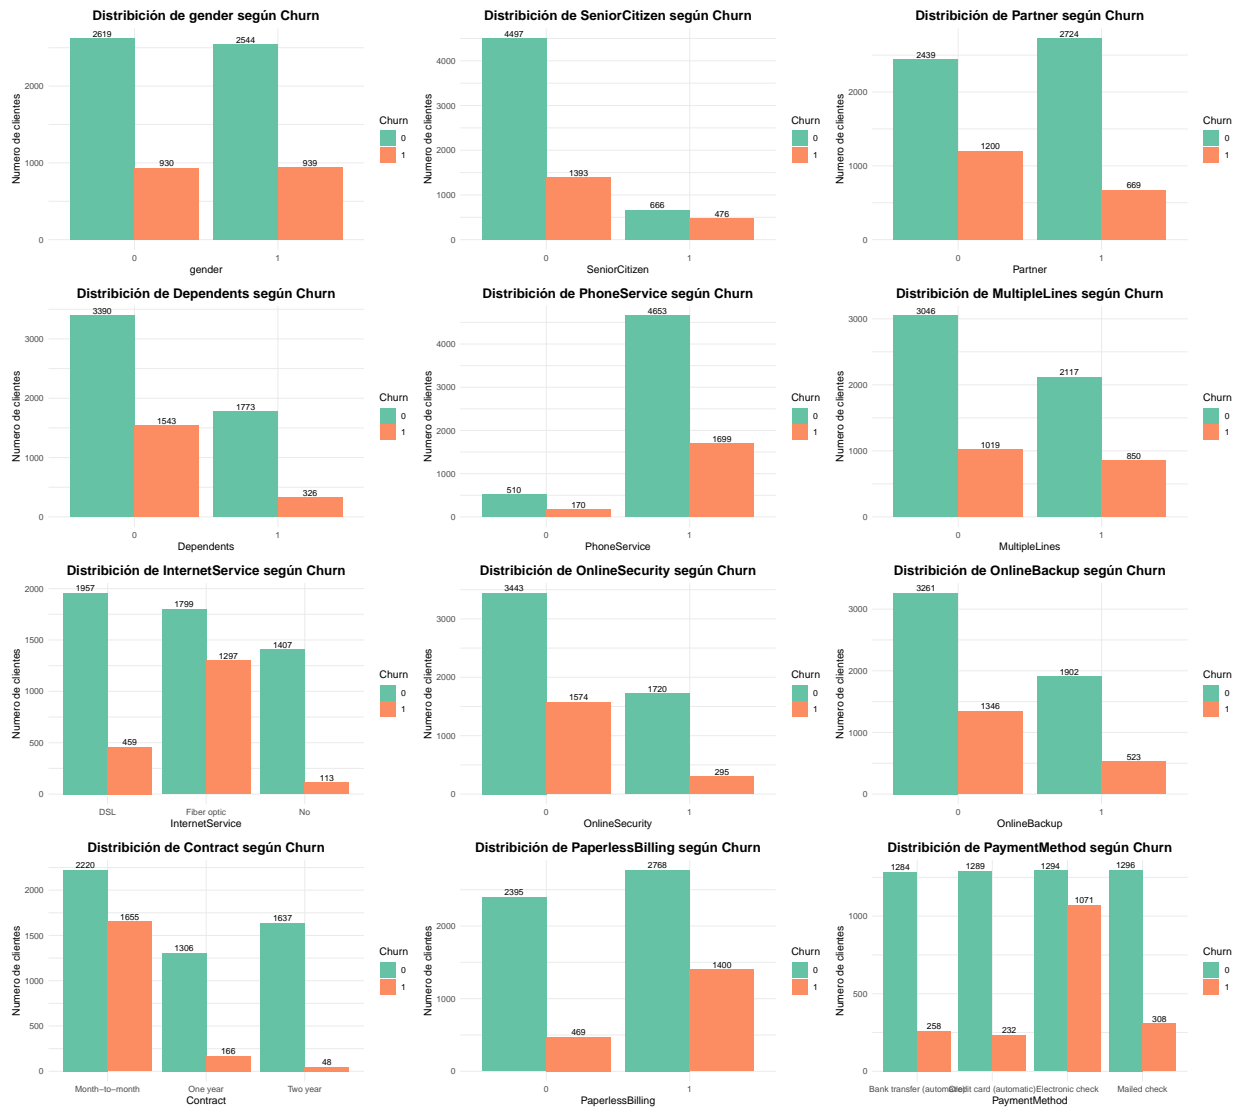 Distribición de gender según Churn
2619
2544
930
939
2000
1000
0
Numero de clientes
0
1
gender
Churn
0
1
Distribición de SeniorCitizen según Churn
4497
1393
666
476
4000
3000
2000
1000
0
Numero de clientes
0
1
SeniorCitizen
Churn
0
1
Distribición de Partner según Churn
2439
2724
1200
669
2000
1000
0
Numero de clientes
0
1
Partner
Churn
0
1
Distribición de Dependents según Churn
3390
1543
1773
326
3000
2000
1000
0
Numero de clientes
0
1
Dependents
Churn
0
1
Distribición de PhoneService según Churn
4653
1699
510
170
4000
3000
2000
1000
0
Numero de clientes
0
1
PhoneService
Churn
0
1
Distribición de MultipleLines según Churn
3046
2117
1019
850
3000
2000
1000
0
Numero de clientes
0
1
MultipleLines
Churn
0
1
Distribición de InternetService según Churn
1957
1799
1407
1297
459
113
2000
1500
1000
500
0
Numero de clientes
DSL
Fiber optic
No
InternetService
Churn
0
1
Distribición de OnlineSecurity según Churn
3443
1574
1720
295
3000
2000
1000
0
Numero de clientes
0
1
OnlineSecurity
Churn
0
1
Distribición de OnlineBackup según Churn
3261
1902
1346
523
3000
2000
1000
0
Numero de clientes
0
1
OnlineBackup
Churn
0
1
Distribición de Contract según Churn
2220
1655
1306
1637
166
48
2000
1500
1000
500
0
Numero de clientes
Month−to−month
One year
Two year
Contract
Churn
0
1
Distribición de PaperlessBilling según Churn
2395
2768
1400
469
2000
1000
0
Numero de clientes
0
1
PaperlessBilling
Churn
0
1
Distribición de PaymentMethod según Churn
1284
1289
1294
1296
1071
258
232
308
1000
500
0
Numero de clientes
Bank transfer (automatic)
Credit card (automatic)
Electronic check
Mailed check
PaymentMethod
Churn
0
1